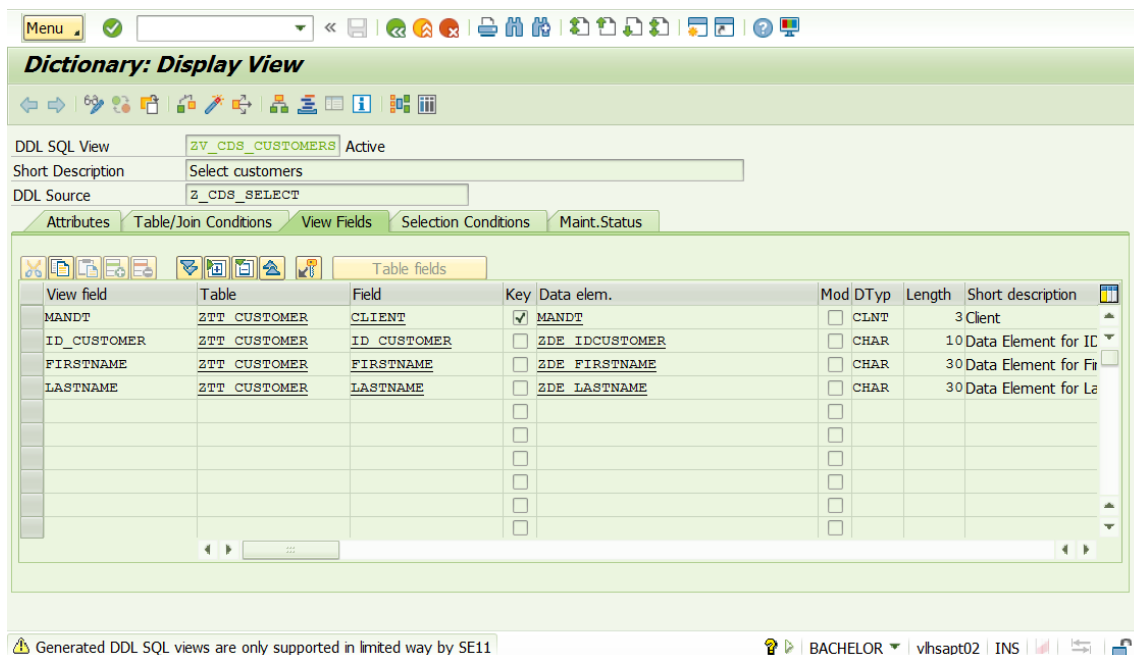 Menu
Dictionary: Display View
DDL SQL View ZV_CDS_CUSTOMERS Active
Short Description Select customers
DDL Source Z_CDS_SELECT
Attributes Table/Join Conditions View Fields Selection Conditions Maint.Status
Table fields
View field Table Field Key Data elem. Mod DTyp Length Short description
MANDT ZTT_CUSTOMER CLIENT MANDT CLNT 3 Client
ID_CUSTOMER ZTT_CUSTOMER ID_CUSTOMER ZDE_IDCUSTOMER CHAR 10 Data Element for ID
FIRSTNAME ZTT_CUSTOMER FIRSTNAME ZDE_FIRSTNAME CHAR 30 Data Element for Fir
LASTNAME ZTT_CUSTOMER LASTNAME ZDE_LASTNAME CHAR 30 Data Element for La
Generated DDL SQL views are only supported in limited way by SE11 BACHELOR vlhsapt02 INS